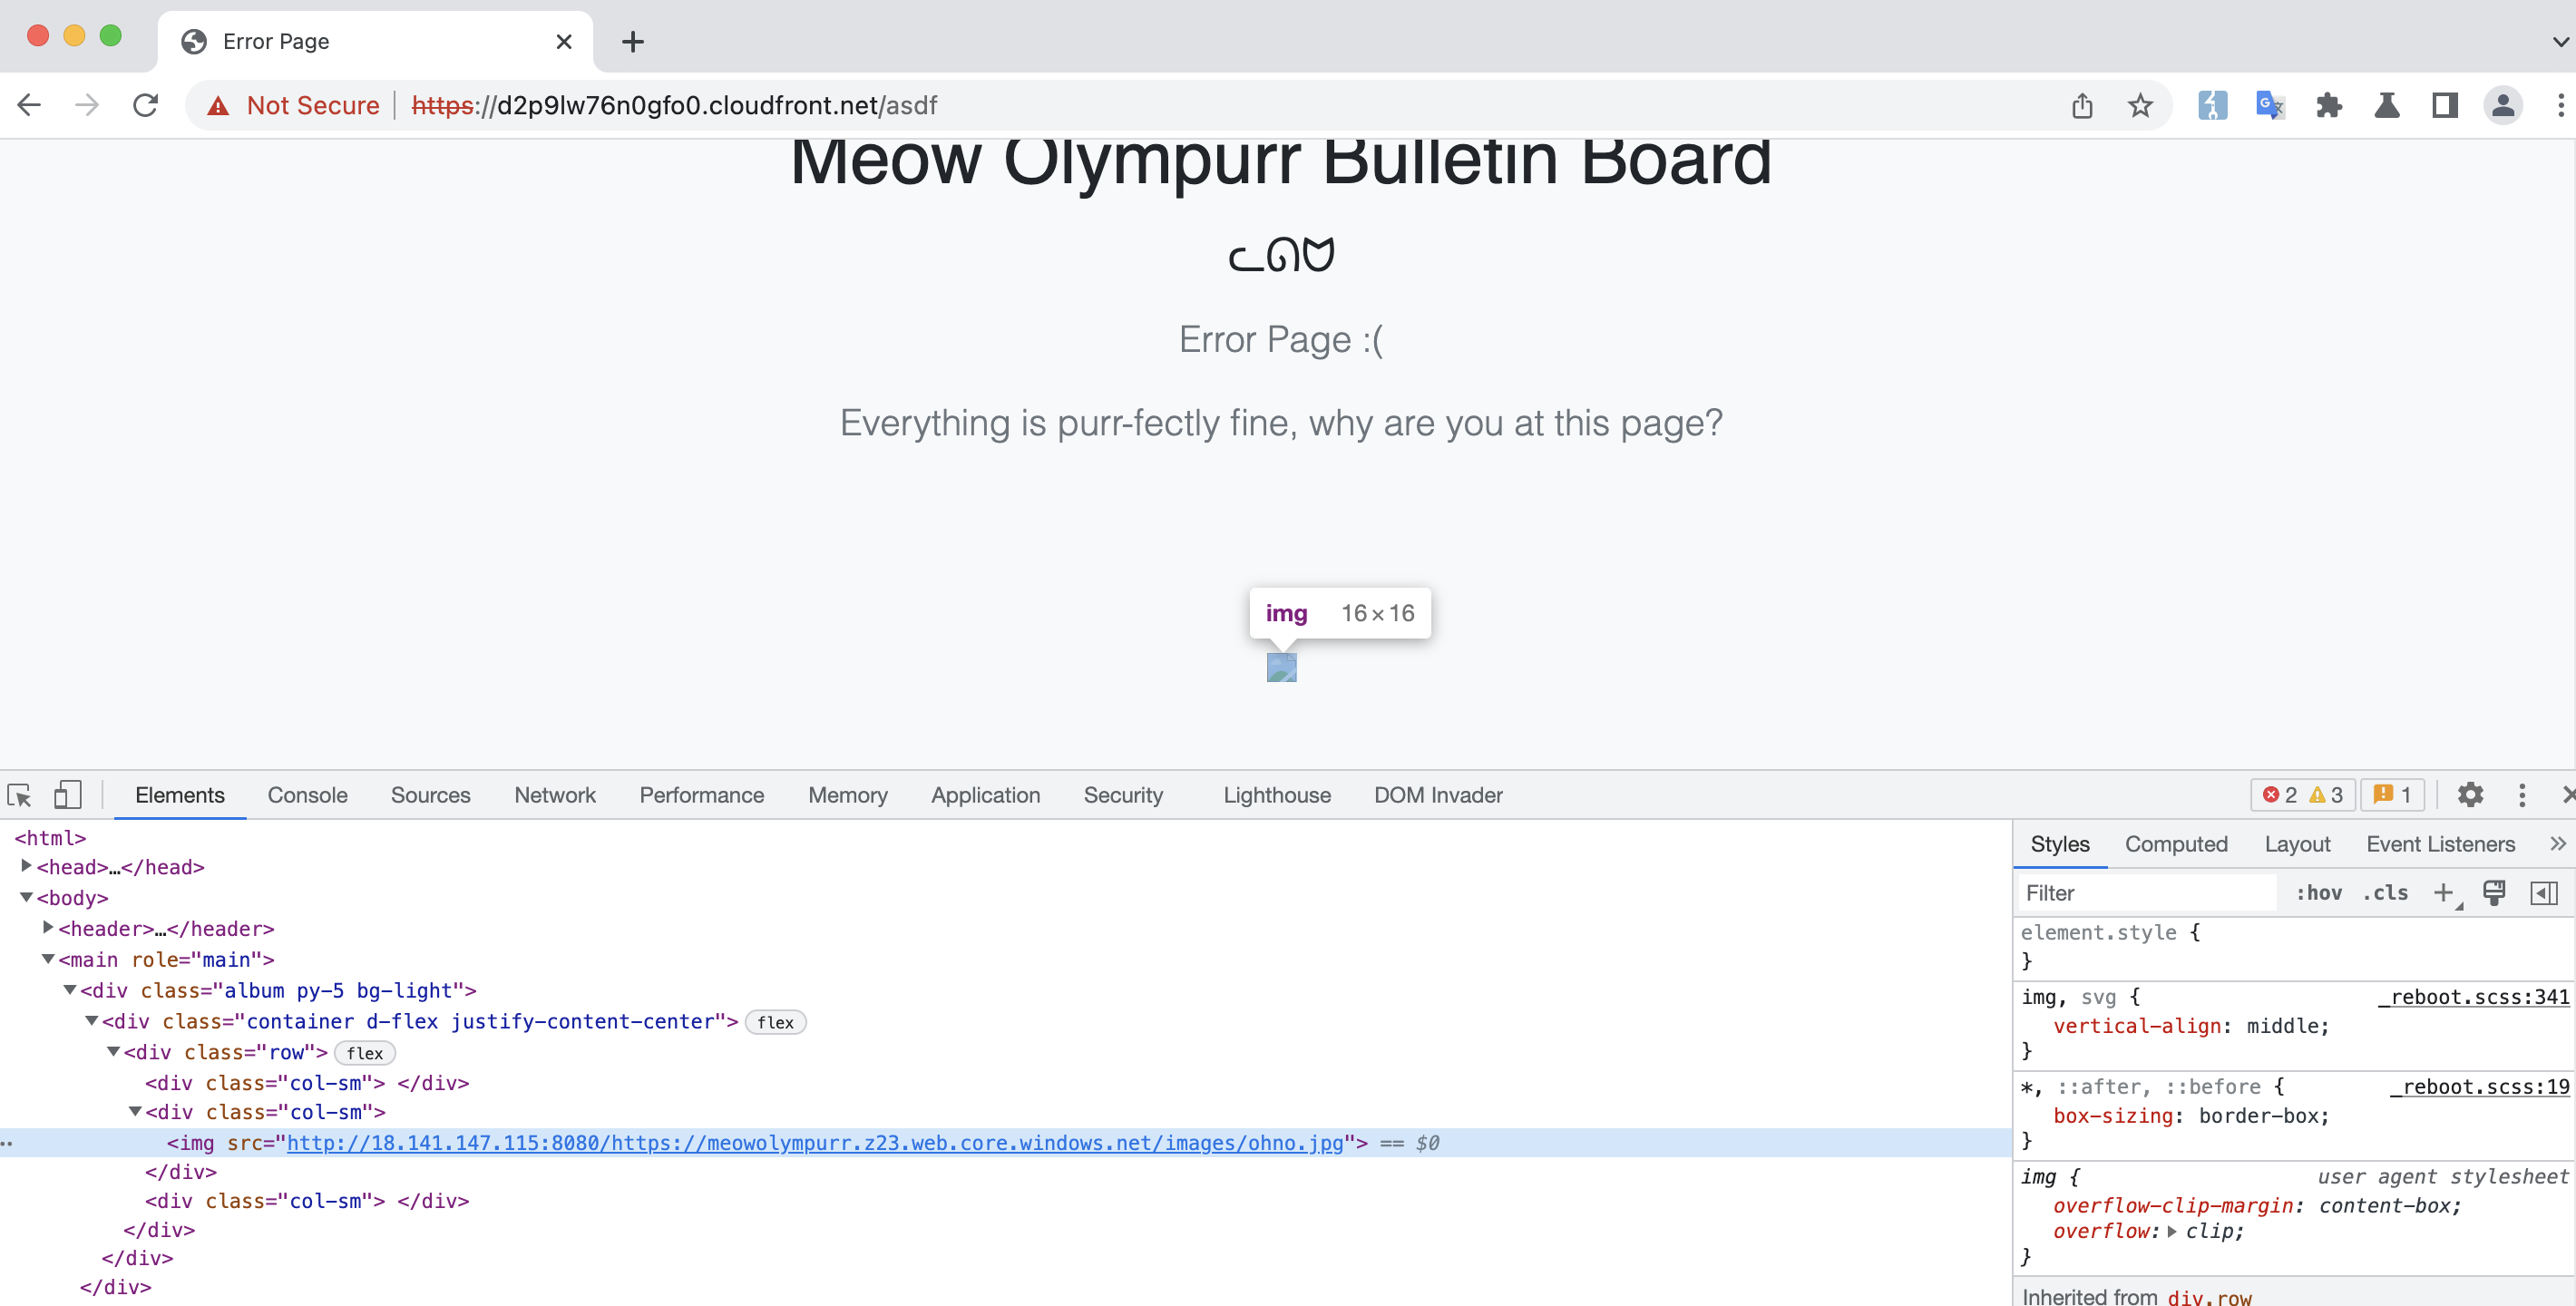 Error Page
Not Secure https://d2p9lw76n0gfo0.cloudfront.net/asdf
Meow Olympurr Bulletin Board
Error Page :(
Everything is purr-fectly fine, why are you at this page?
img 16×16
Elements Console Sources Network Performance Memory Application Security Lighthouse DOM Invader 2 3 1
<html>
<head>…</head>
<body>
<header>…</header>
<main role="main">
<div class="album py-5 bg-light">
<div class="container d-flex justify-content-center"> flex
<div class="row"> flex
<div class="col-sm"> </div>
<div class="col-sm">
<img src="http://18.141.147.115:8080/https://meowolympurr.z23.web.core.windows.net/images/ohno.jpg"> == $0
</div>
<div class="col-sm"> </div>
</div>
</div>
</div>
Styles Computed Layout Event Listeners »
Filter :hov .cls
element.style {
}
img, svg { _reboot.scss:341
vertical-align: middle;
}
*, ::after, ::before { _reboot.scss:19
box-sizing: border-box;
}
img { user agent stylesheet
overflow-clip-margin: content-box;
overflow: clip;
}
Inherited from div.row